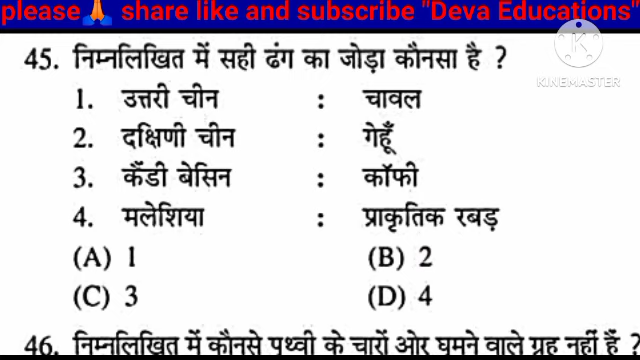 please🙏 share like and subscribe "Deva Educations"
KINEMASTER
45. निम्नलिखित में सही ढंग का जोड़ा कौनसा है ?
1. उत्तरी चीन : चावल
2. दक्षिणी चीन : गेहूँ
3. कैंडी बेसिन : कॉफी
4. मलेशिया : प्राकृतिक रबड़
(A) 1 (B) 2
(C) 3 (D) 4
46. निम्नलिखित में कौनसे पृथ्वी के चारों ओर घूमने वाले ग्रह नहीं हैं ?